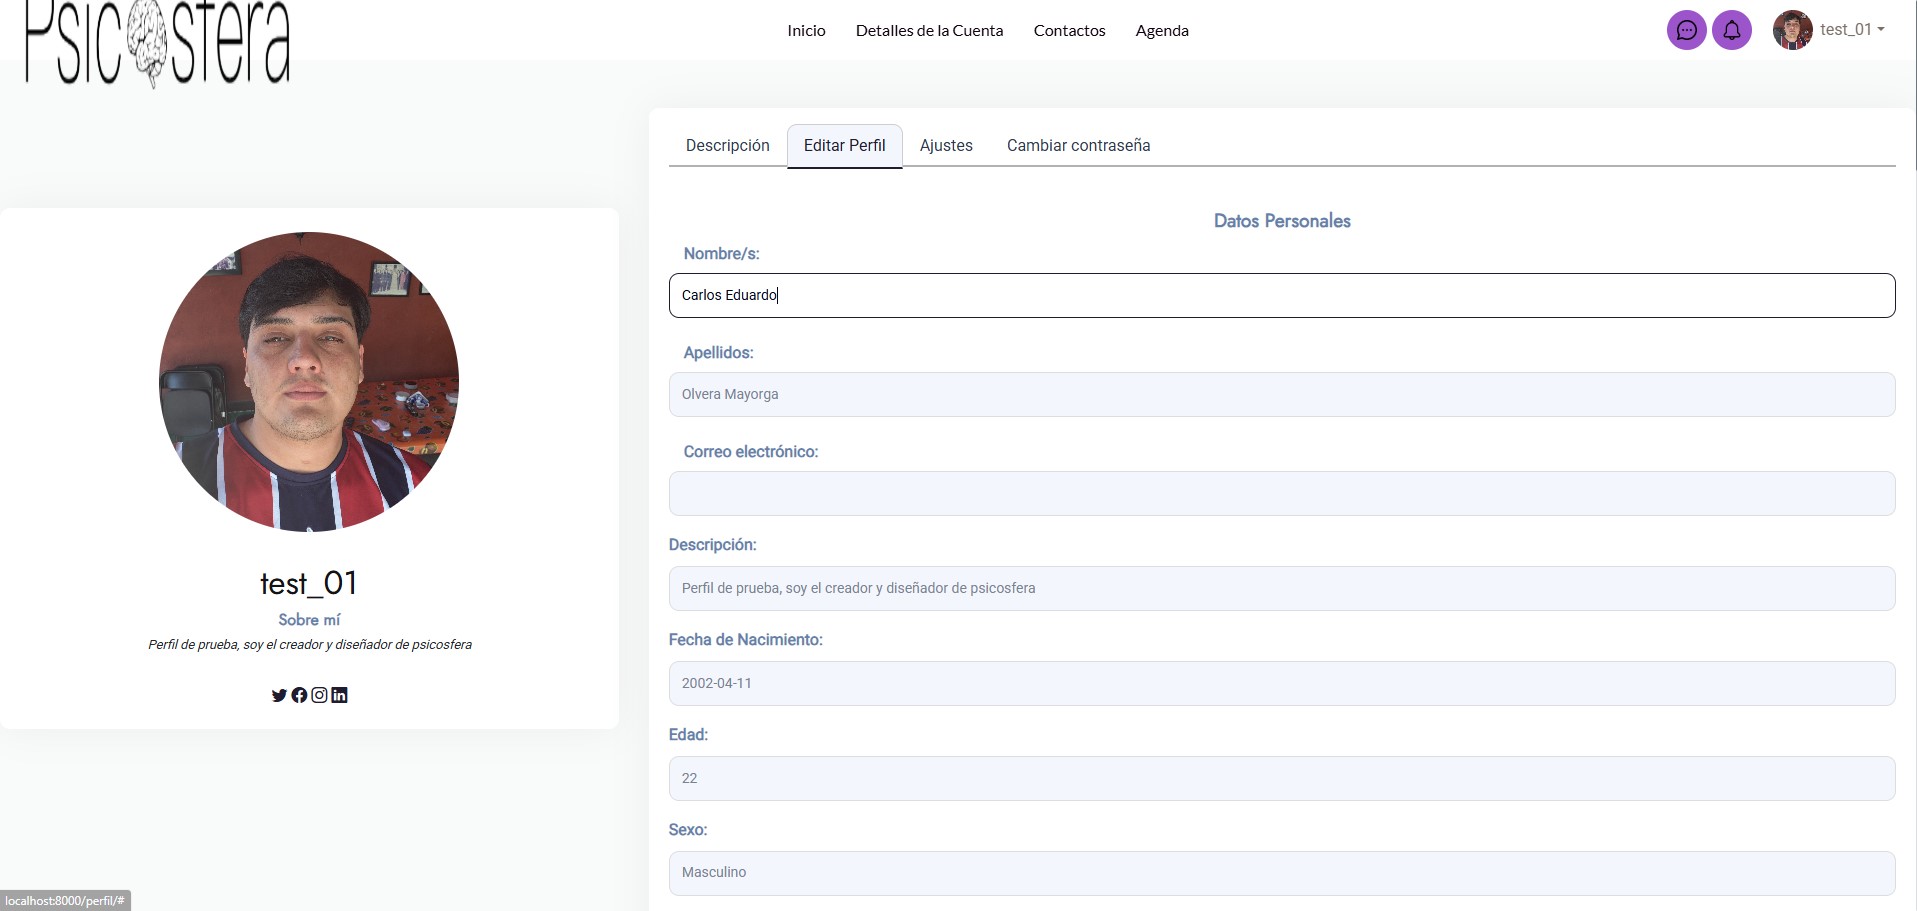 Psicosfera
Inicio Detalles de la Cuenta Contactos Agenda
test_01
Descripción Editar Perfil Ajustes Cambiar contraseña
Datos Personales
Nombre/s:
Carlos Eduardo
Apellidos:
Olvera Mayorga
Correo electrónico:
Descripción:
Perfil de prueba, soy el creador y diseñador de psicosfera
Fecha de Nacimiento:
2002-04-11
Edad:
22
Sexo:
Masculino
test_01
Sobre mí
Perfil de prueba, soy el creador y diseñador de psicosfera
localhost:8000/perfil/#